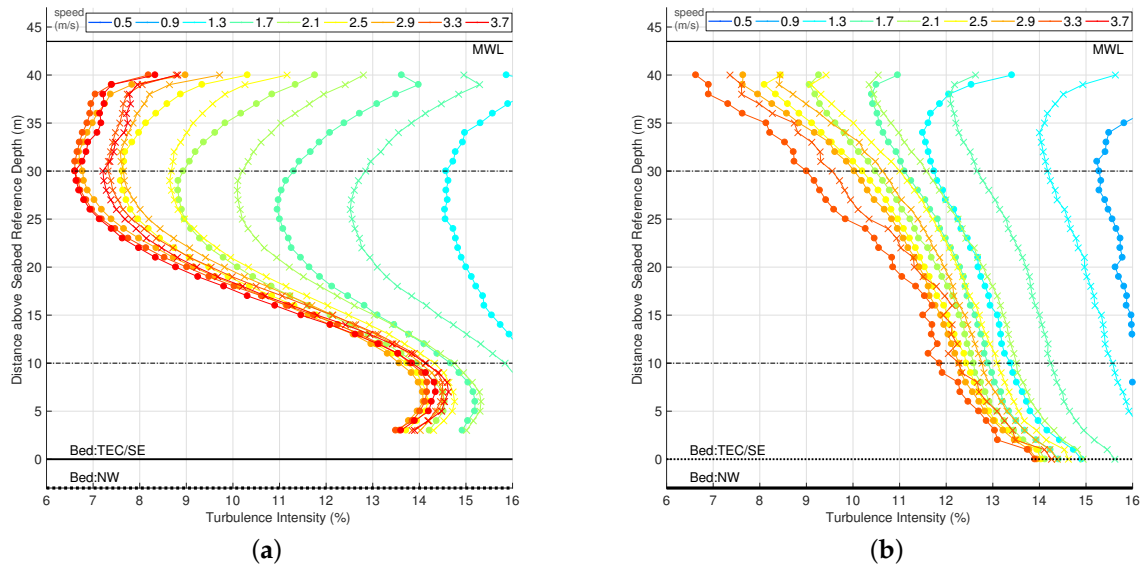 speed
(m/s)
0.5 0.9 1.3 1.7 2.1 2.5 2.9 3.3 3.7
MWL
45
40
35
30
25
20
15
10
5
0
Distance above Seabed Reference Depth (m)
Bed:TEC/SE
Bed:NW
6 7 8 9 10 11 12 13 14 15 16
Turbulence Intensity (%)
(a)
speed
(m/s)
0.5 0.9 1.3 1.7 2.1 2.5 2.9 3.3 3.7
MWL
45
40
35
30
25
20
15
10
5
0
Distance above Seabed Reference Depth (m)
Bed:TEC/SE
Bed:NW
6 7 8 9 10 11 12 13 14 15 16
Turbulence Intensity (%)
(b)